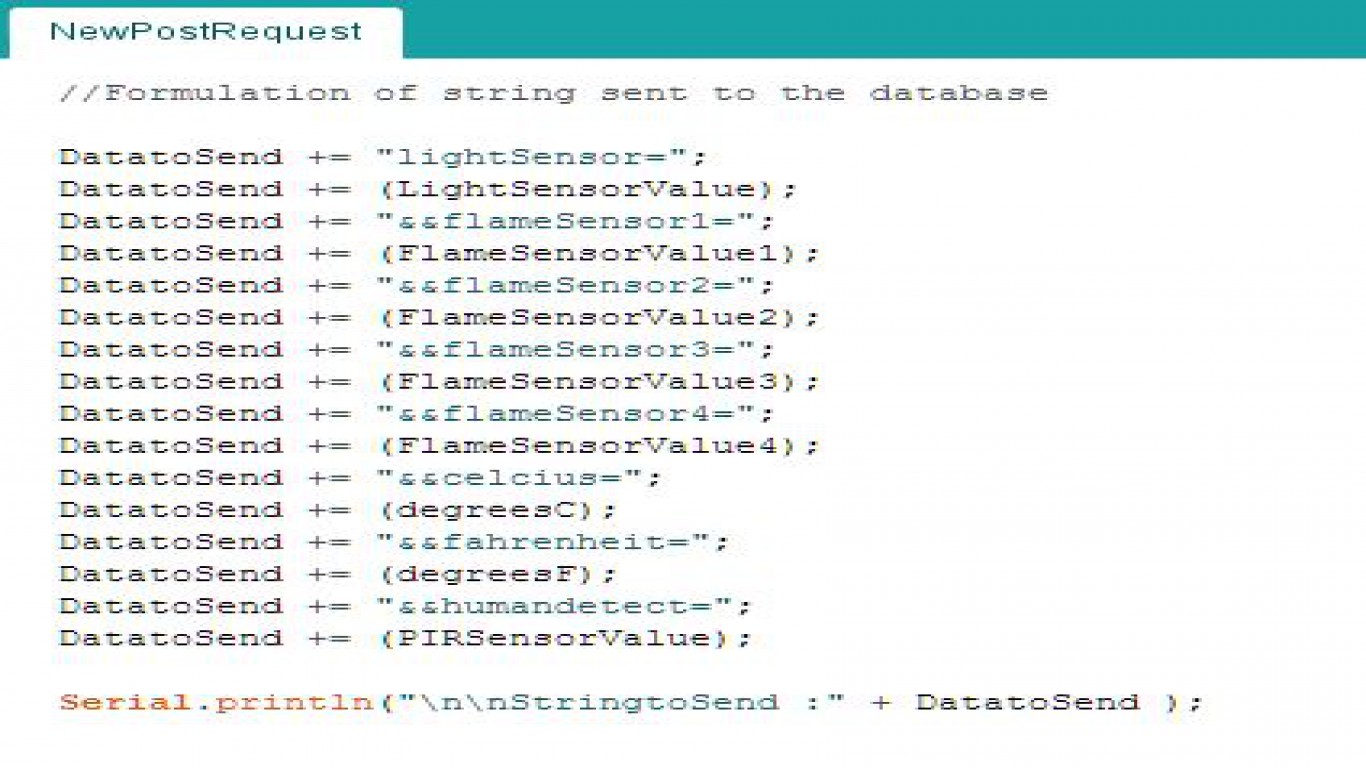 NewPostRequest
//Formulation of string sent to the database
DatatoSend += "lightSensor=";
DatatoSend += (LightSensorValue);
DatatoSend += "&&flameSensor1=";
DatatoSend += (FlameSensorValue1);
DatatoSend += "&&flameSensor2=";
DatatoSend += (FlameSensorValue2);
DatatoSend += "&&flameSensor3=";
DatatoSend += (FlameSensorValue3);
DatatoSend += "&&flameSensor4=";
DatatoSend += (FlameSensorValue4);
DatatoSend += "&&celcius=";
DatatoSend += (degreesC);
DatatoSend += "&&fahrenheit=";
DatatoSend += (degreesF);
DatatoSend += "&&humandetect=";
DatatoSend += (PIRSensorValue);
Serial.println("\n\nStringtoSend :" + DatatoSend );